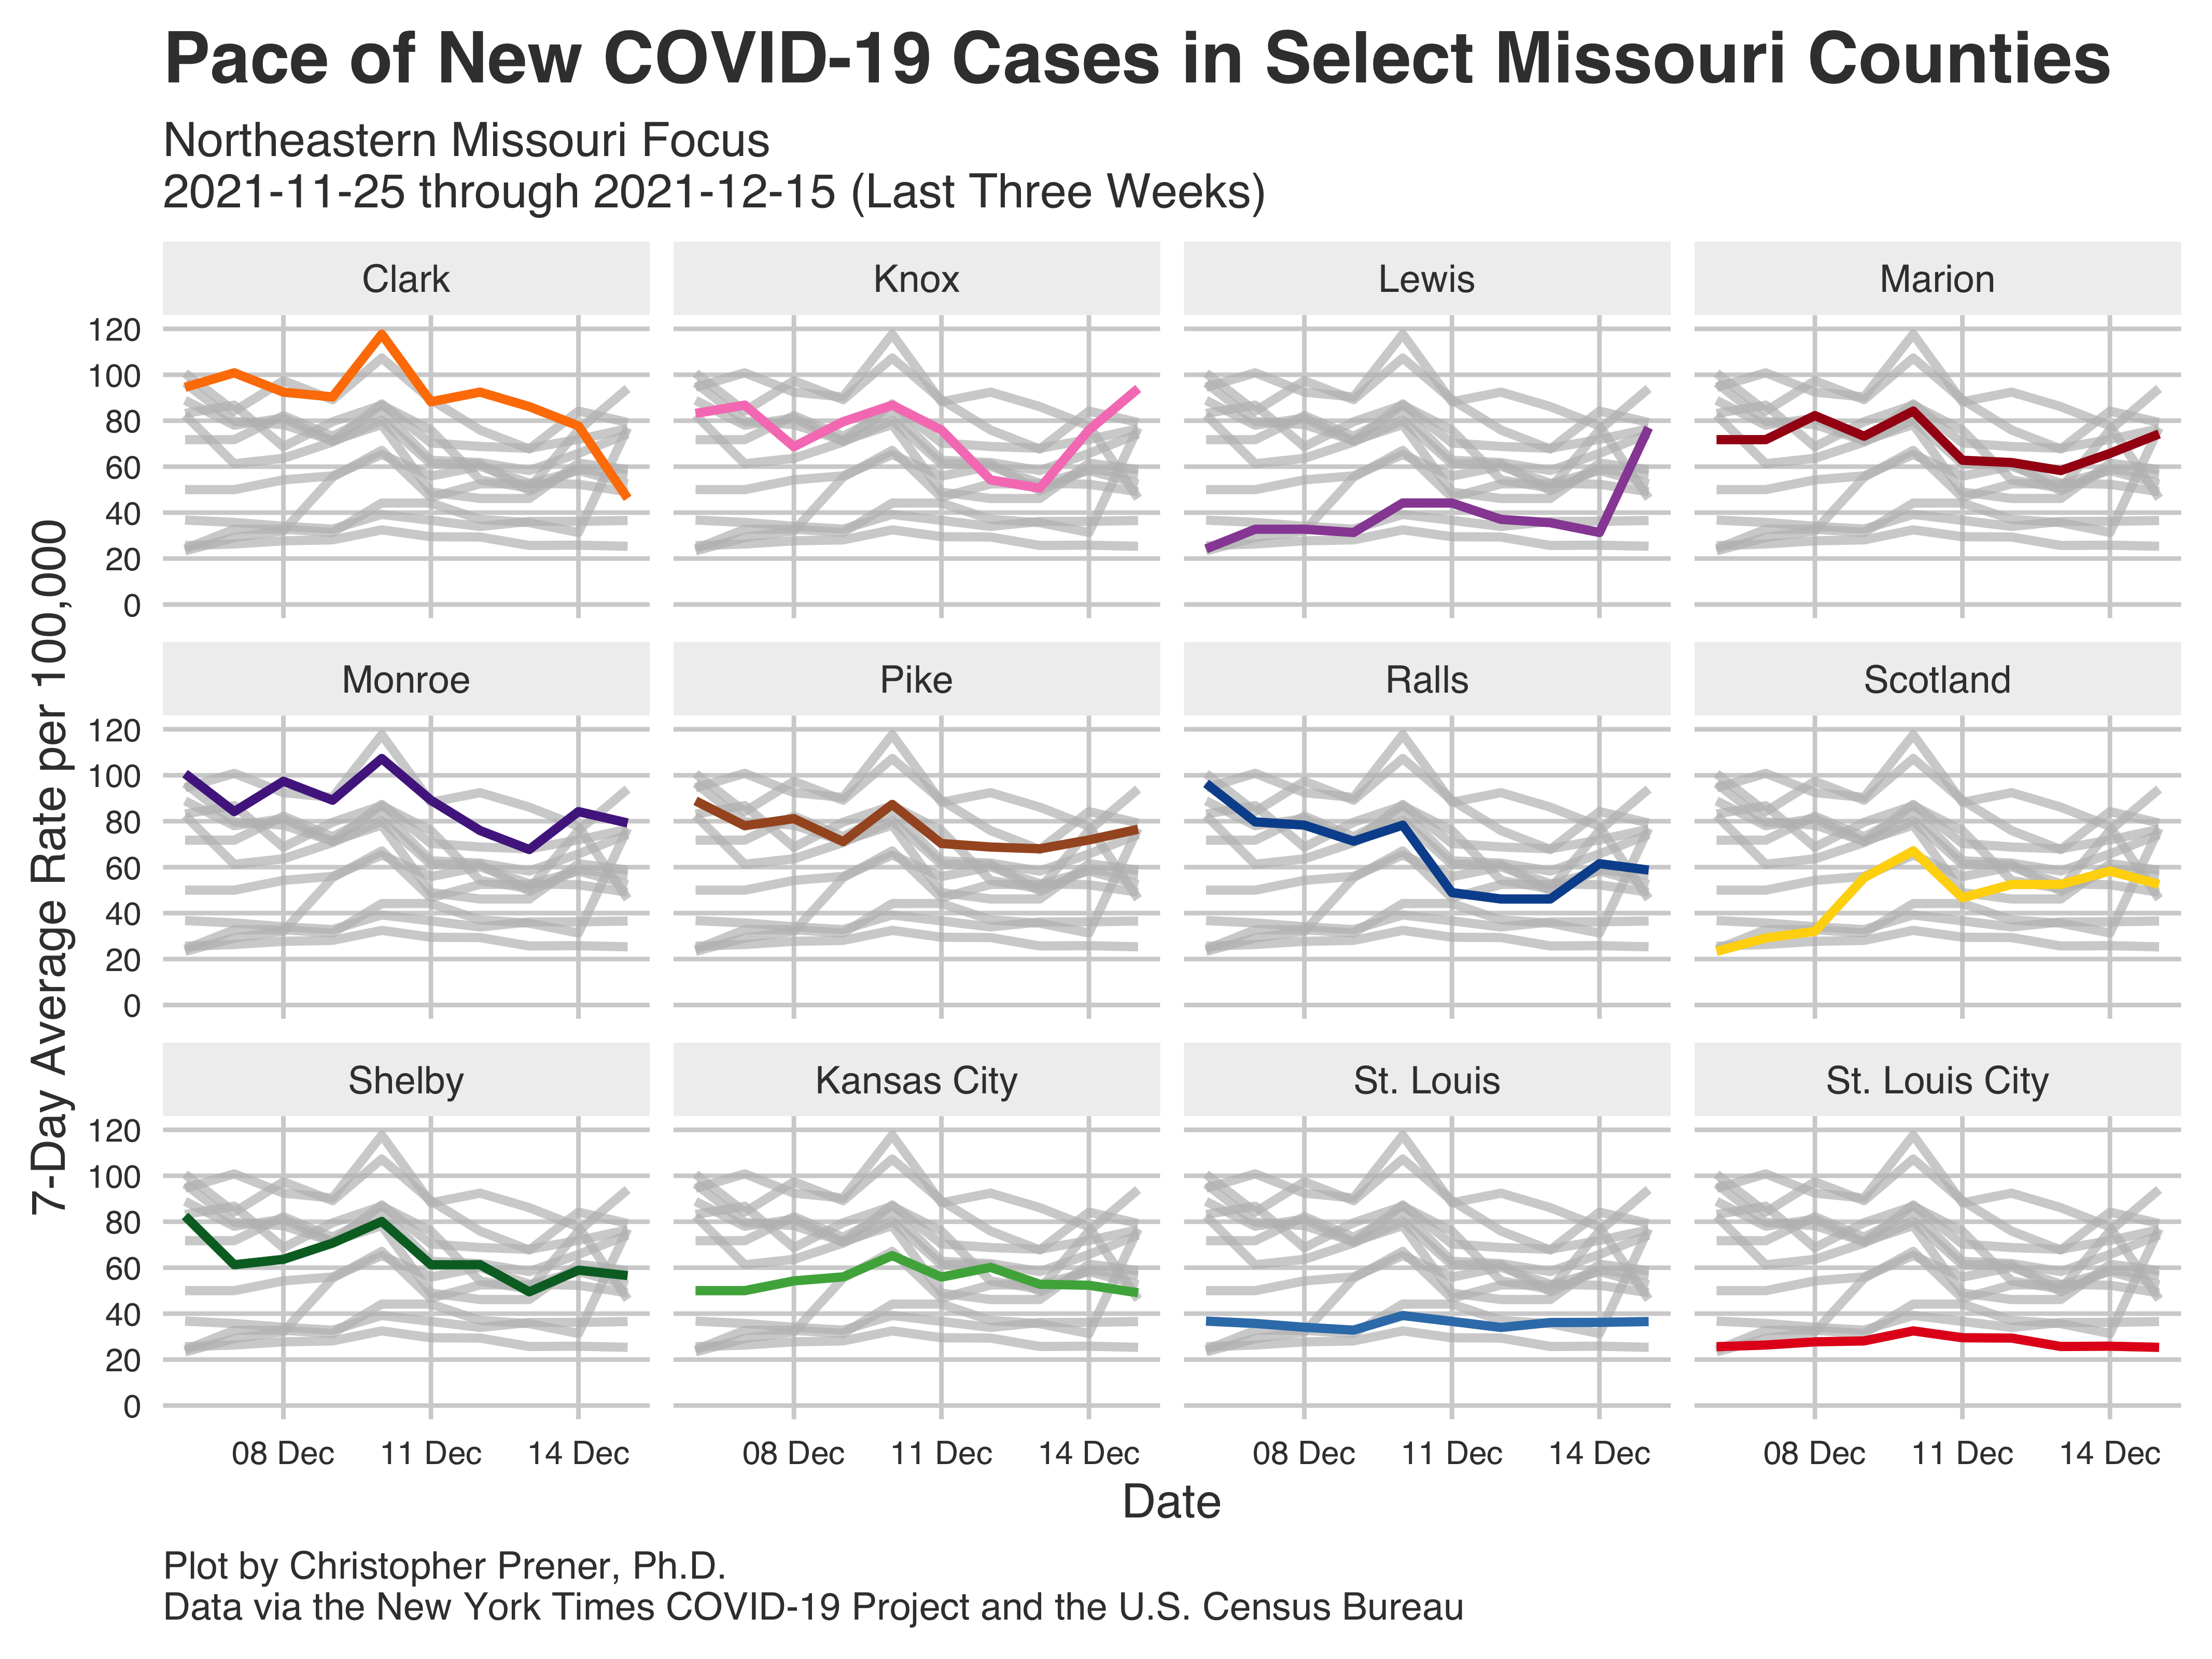 Pace of New COVID-19 Cases in Select Missouri Counties
Northeastern Missouri Focus
2021-11-25 through 2021-12-15 (Last Three Weeks)
7-Day Average Rate per 100,000
Clark
Knox
Lewis
Marion
120
100
80
60
40
20
0
Monroe
Pike
Ralls
Scotland
120
100
80
60
40
20
0
Shelby
Kansas City
St. Louis
St. Louis City
120
100
80
60
40
20
0
08 Dec 11 Dec 14 Dec
08 Dec 11 Dec 14 Dec
08 Dec 11 Dec 14 Dec
08 Dec 11 Dec 14 Dec
Date
Plot by Christopher Prener, Ph.D.
Data via the New York Times COVID-19 Project and the U.S. Census Bureau